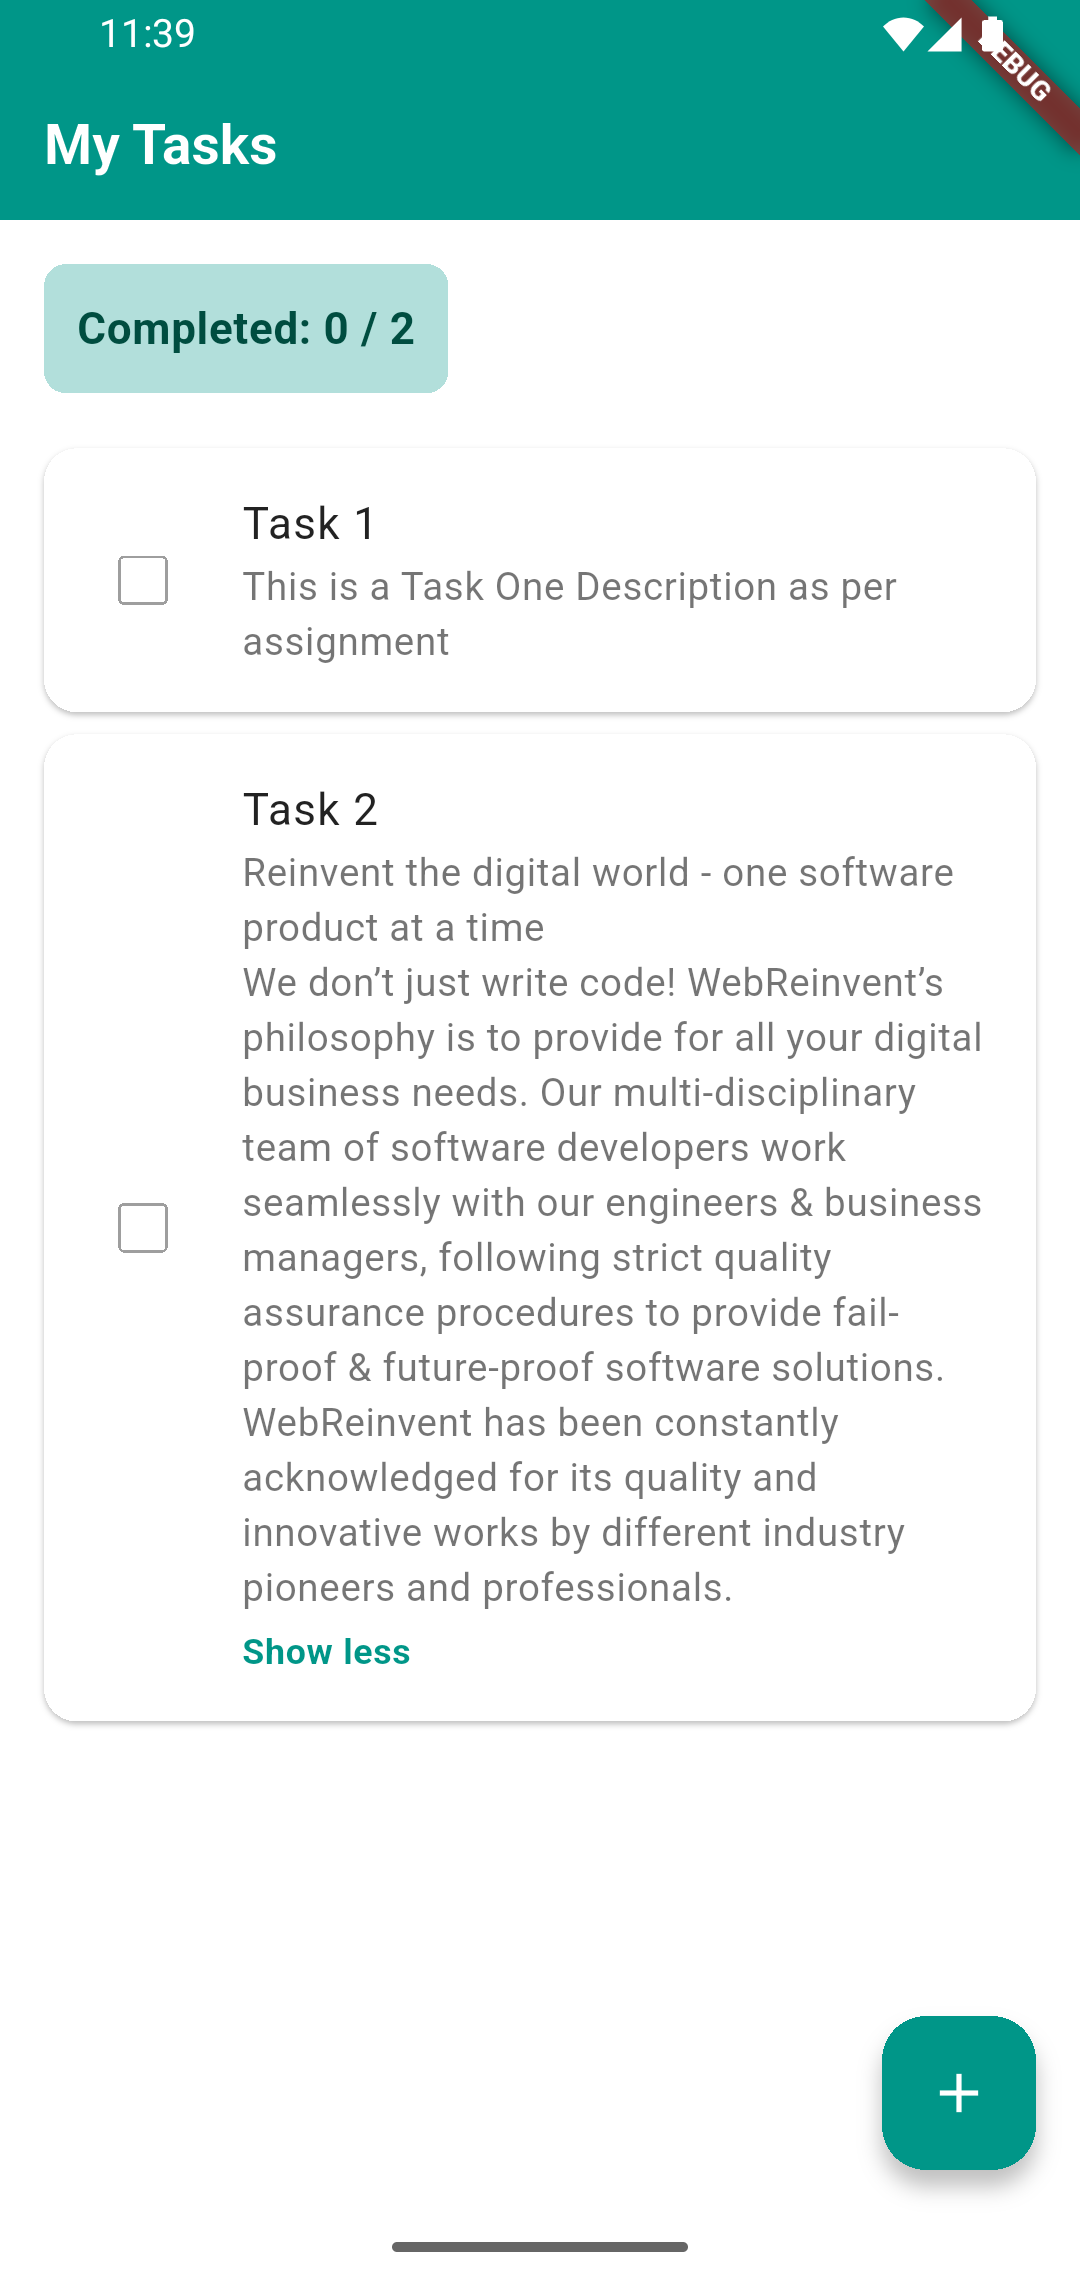 11:39
DEBUG
My Tasks
Completed: 0 / 2
Task 1
This is a Task One Description as per
assignment
Task 2
Reinvent the digital world - one software
product at a time
We don’t just write code! WebReinvent’s
philosophy is to provide for all your digital
business needs. Our multi-disciplinary
team of software developers work
seamlessly with our engineers & business
managers, following strict quality
assurance procedures to provide fail-
proof & future-proof software solutions.
WebReinvent has been constantly
acknowledged for its quality and
innovative works by different industry
pioneers and professionals.
Show less